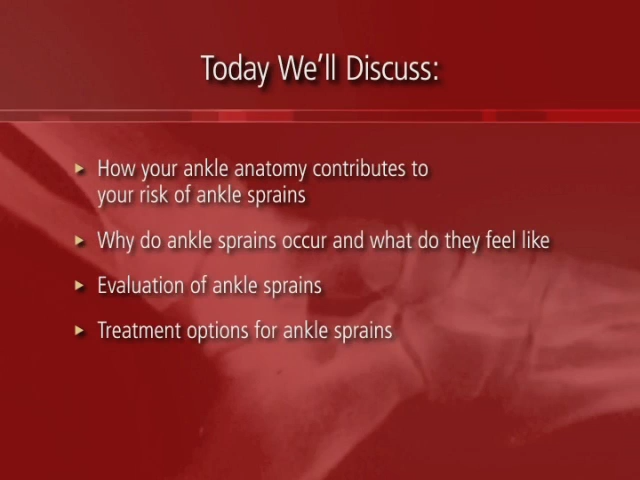 Today We'll Discuss:
How your ankle anatomy contributes to
your risk of ankle sprains
Why do ankle sprains occur and what do they feel like
Evaluation of ankle sprains
Treatment options for ankle sprains